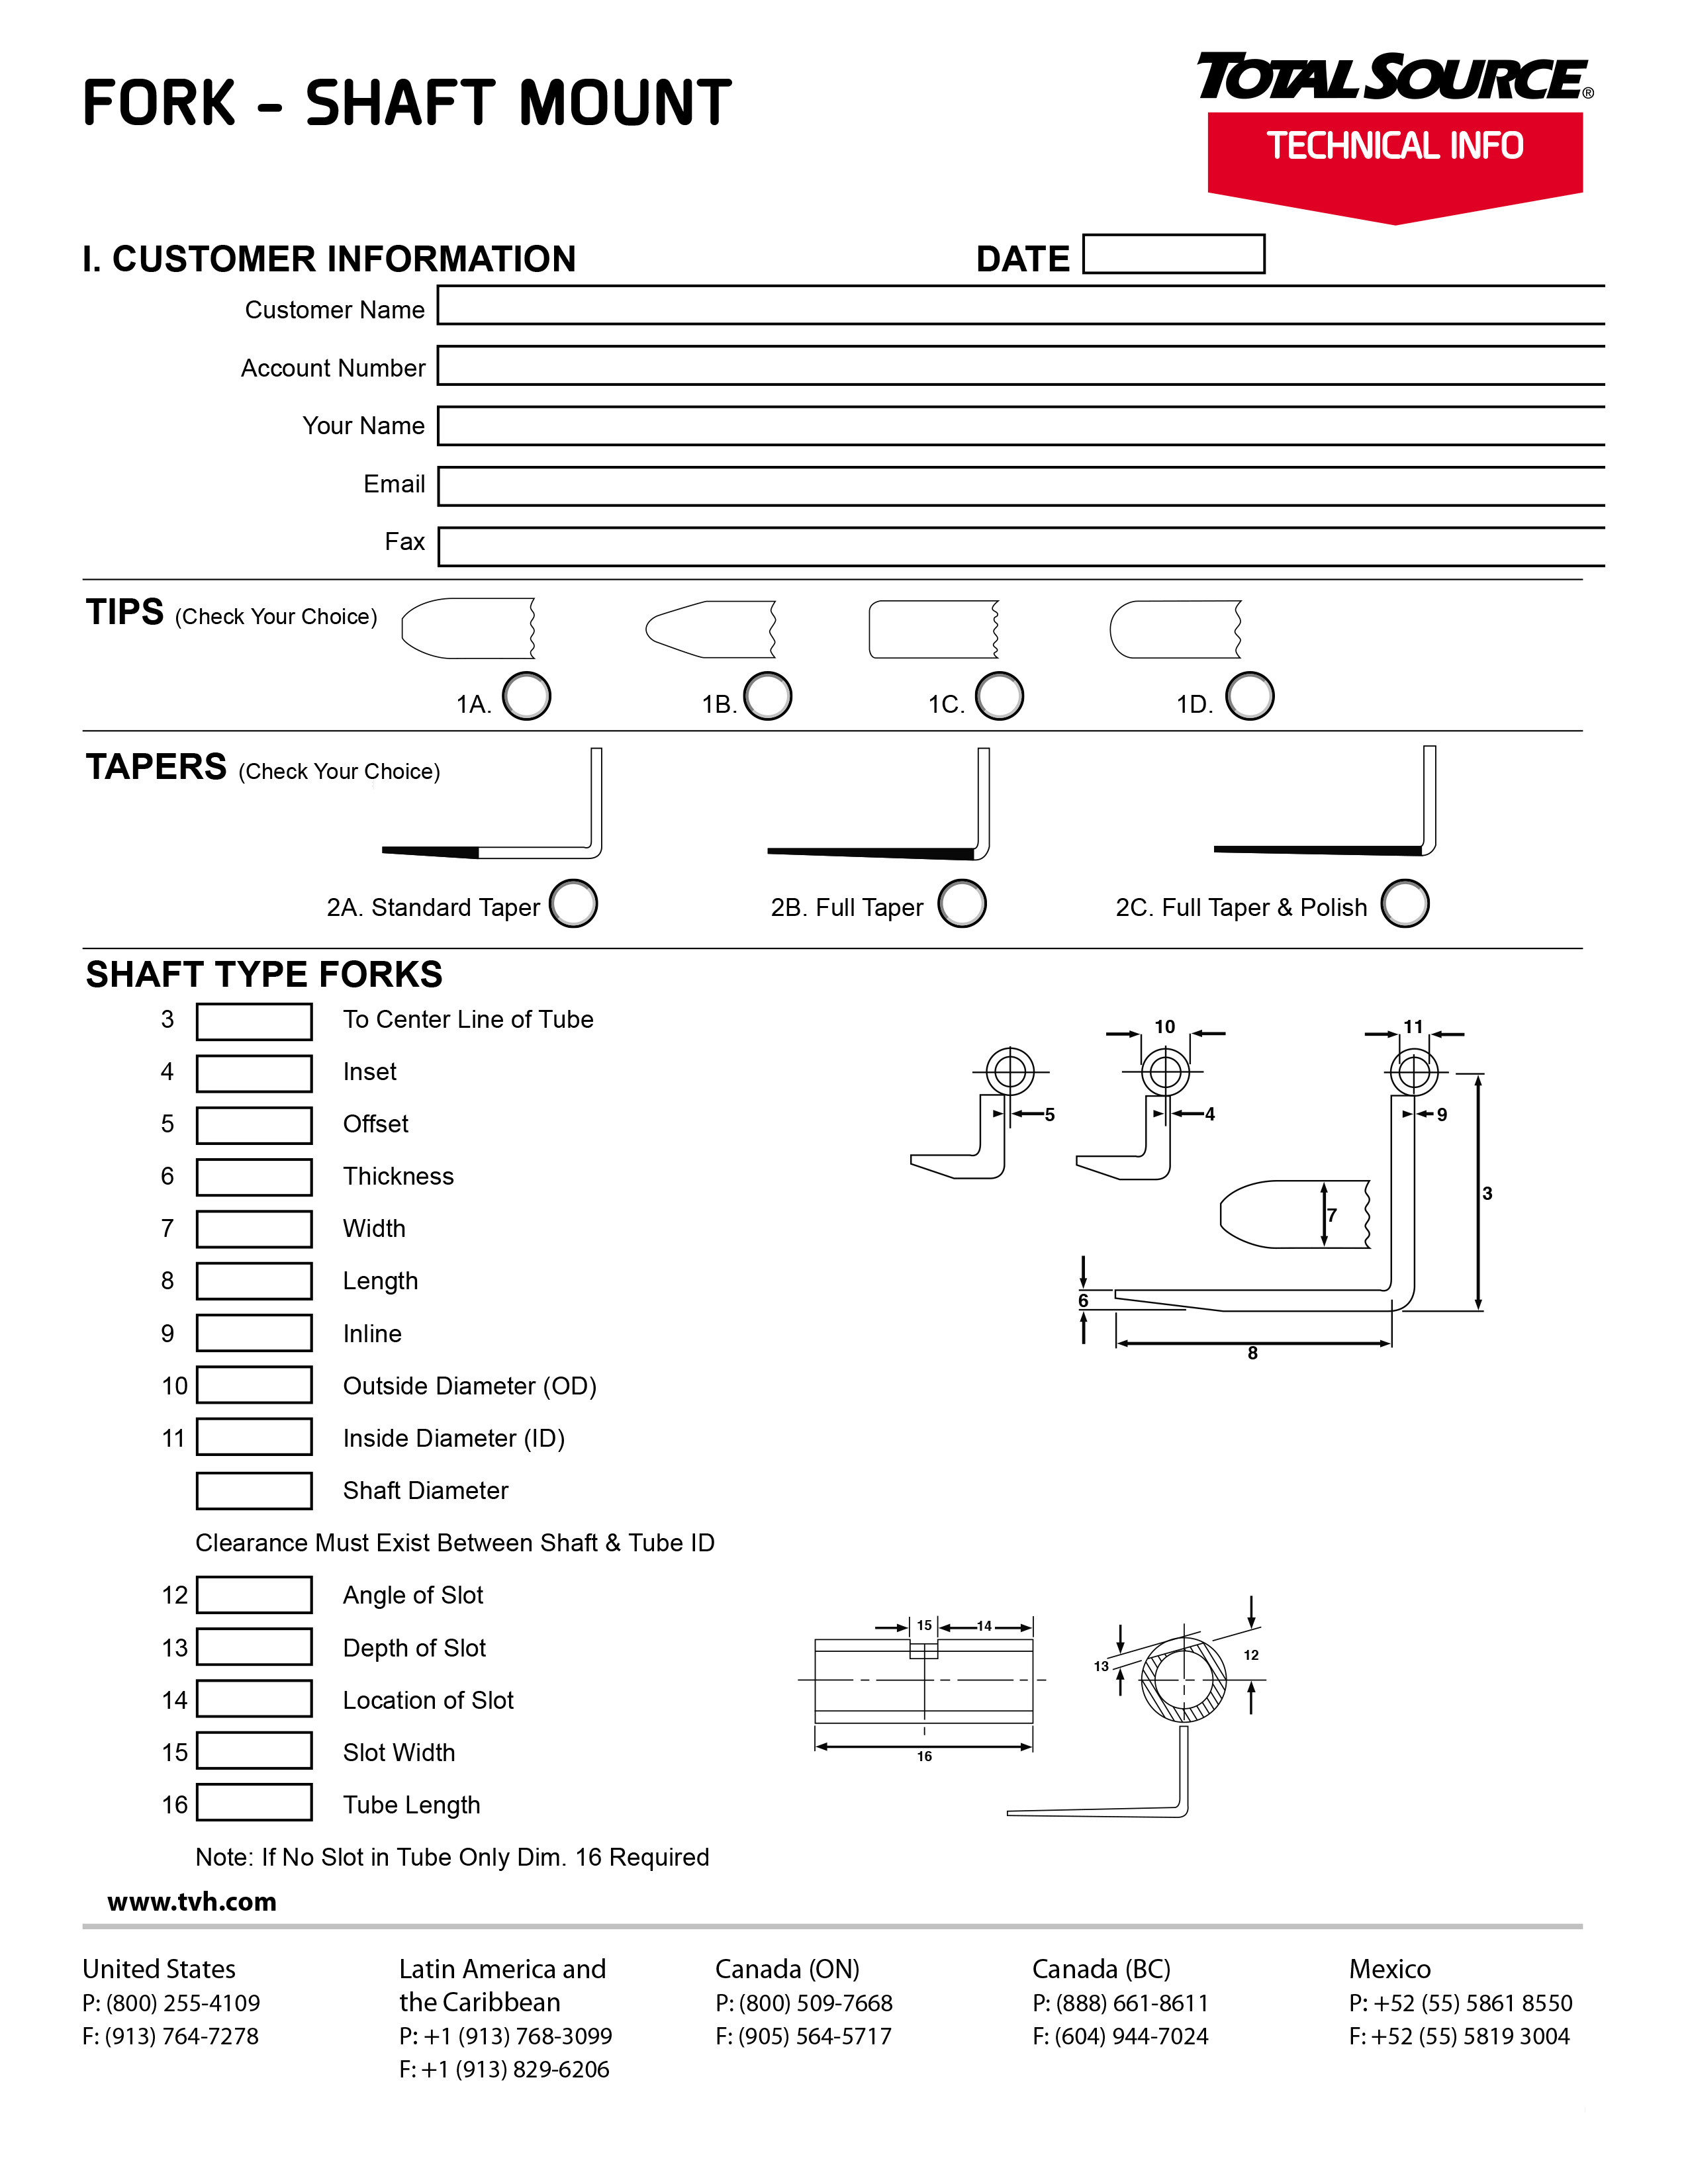 FORK - SHAFT MOUNT
TOTALSOURCE®
TECHNICAL INFO
I. CUSTOMER INFORMATION
DATE
Customer Name
Account Number
Your Name
Email
Fax
TIPS (Check Your Choice)
1A.
1B.
1C.
1D.
TAPERS (Check Your Choice)
2A. Standard Taper
2B. Full Taper
2C. Full Taper & Polish
SHAFT TYPE FORKS
3 To Center Line of Tube
4 Inset
5 Offset
6 Thickness
7 Width
8 Length
9 Inline
10 Outside Diameter (OD)
11 Inside Diameter (ID)
Shaft Diameter
10
11
5
4
9
3
7
6
8
Clearance Must Exist Between Shaft & Tube ID
12 Angle of Slot
13 Depth of Slot
14 Location of Slot
15 Slot Width
16 Tube Length
15
14
16
13
12
Note: If No Slot in Tube Only Dim. 16 Required
www.tvh.com
United States
P: (800) 255-4109
F: (913) 764-7278
Latin America and
the Caribbean
P: +1 (913) 768-3099
F: +1 (913) 829-6206
Canada (ON)
P: (800) 509-7668
F: (905) 564-5717
Canada (BC)
P: (888) 661-8611
F: (604) 944-7024
Mexico
P: +52 (55) 5861 8550
F: +52 (55) 5819 3004